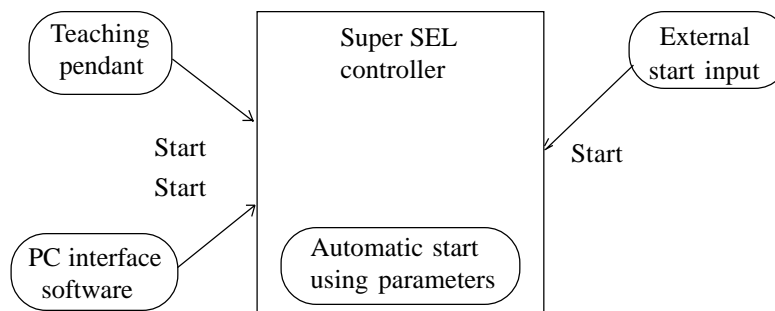 Teaching
pendant
Super SEL
controller
External
start input
Start
Start
Start
PC interface
software
Automatic start
using parameters